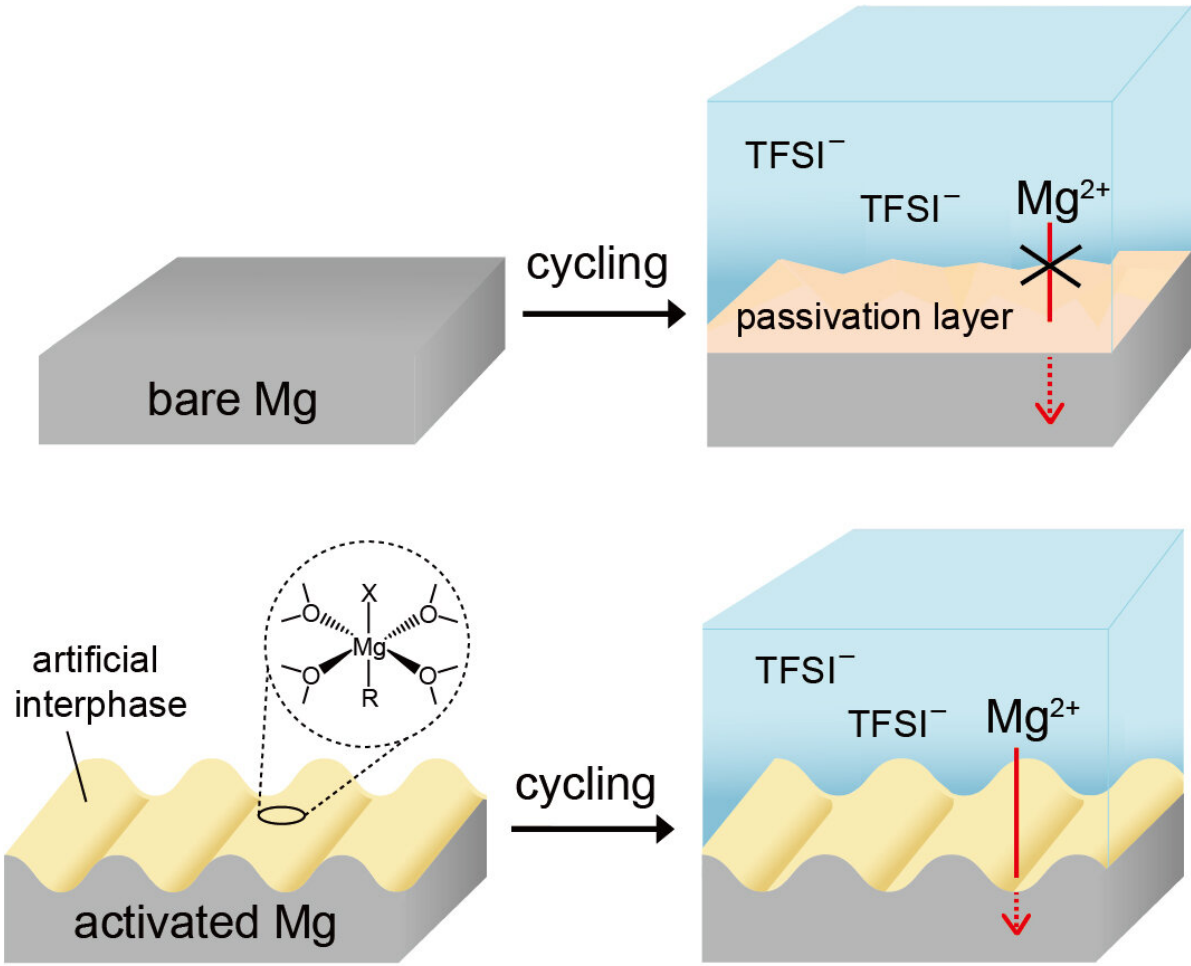 bare Mg
cycling
TFSI⁻
TFSI⁻
Mg²⁺
passivation layer
artificial
interphase
X
O
O
Mg
O
O
R
activated Mg
cycling
TFSI⁻
TFSI⁻
Mg²⁺